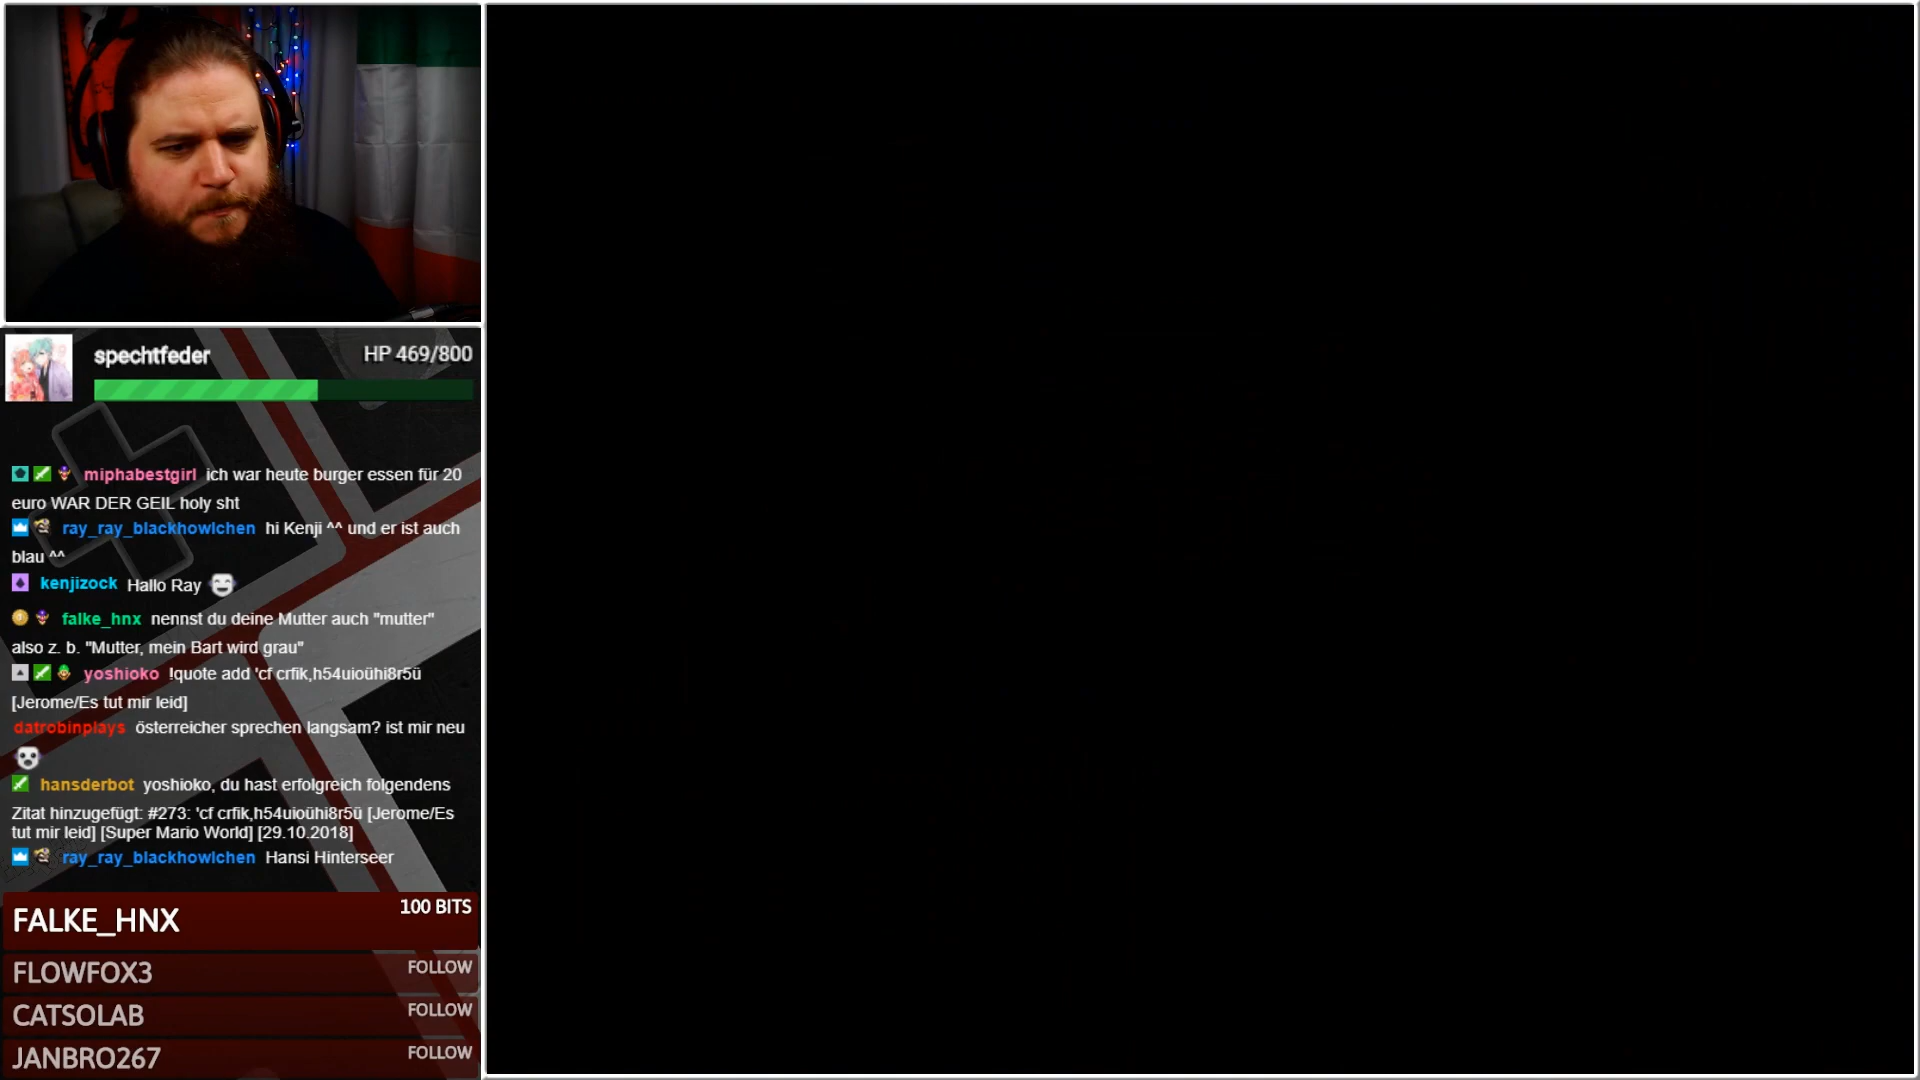 spechtfeder HP 469/800
miphabestgirl ich war heute burger essen für 20
euro WAR DER GEIL holy sht
ray_ray_blackhowlchen hi Kenji ^^ und er ist auch
blau ^^
kenjizock Hallo Ray
falke_hnx nennst du deine Mutter auch "mutter"
also z. b. "Mutter, mein Bart wird grau"
yoshioko !quote add 'cf crfik,h54uioühi8r5ü
[Jerome/Es tut mir leid]
datrobinplays österreicher sprechen langsam? ist mir neu
hansderbot yoshioko, du hast erfolgreich folgendens
Zitat hinzugefügt: #273: 'cf crfik,h54uioühi8r5ü [Jerome/Es
tut mir leid] [Super Mario World] [29.10.2018]
ray_ray_blackhowlchen Hansi Hinterseer
FALKE_HNX 100 BITS
FLOWFOX3 FOLLOW
CATSOLAB FOLLOW
JANBRO267 FOLLOW